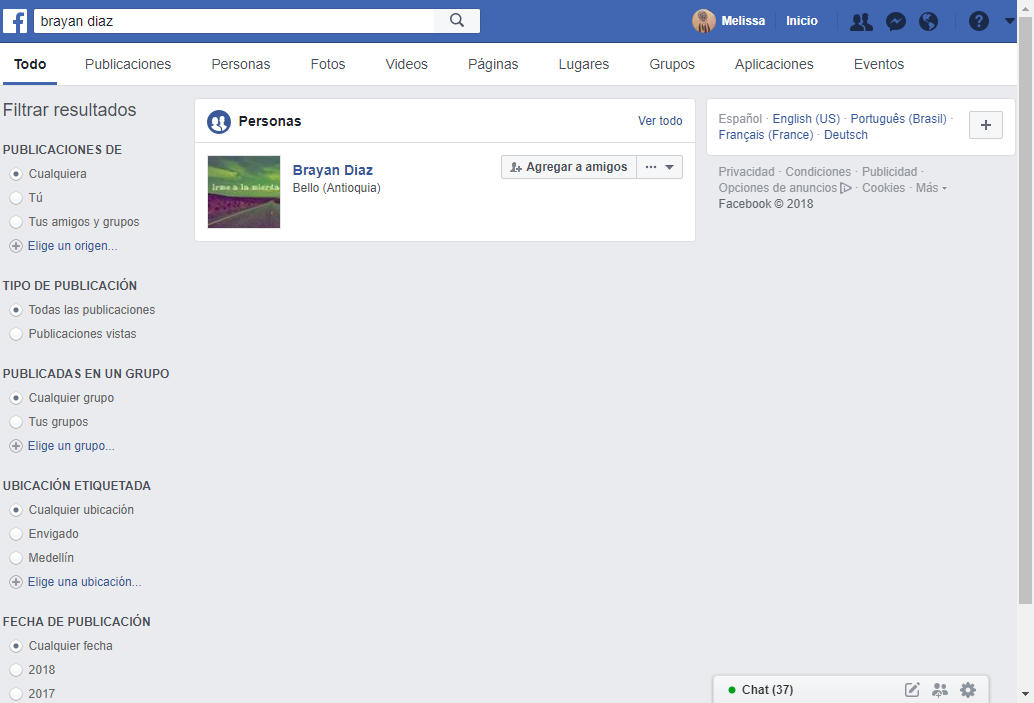 brayan diaz
Melissa Inicio
Todo Publicaciones Personas Fotos Videos Páginas Lugares Grupos Aplicaciones Eventos
Filtrar resultados
PUBLICACIONES DE
Cualquiera
Tú
Tus amigos y grupos
Elige un origen...
TIPO DE PUBLICACIÓN
Todas las publicaciones
Publicaciones vistas
PUBLICADAS EN UN GRUPO
Cualquier grupo
Tus grupos
Elige un grupo...
UBICACIÓN ETIQUETADA
Cualquier ubicación
Envigado
Medellín
Elige una ubicación...
FECHA DE PUBLICACIÓN
Cualquier fecha
2018
2017
Personas Ver todo
irme a la mierda
Brayan Diaz
Bello (Antioquia)
Agregar a amigos
Español · English (US) · Português (Brasil) ·
Français (France) · Deutsch
Privacidad · Condiciones · Publicidad ·
Opciones de anuncios · Cookies · Más
Facebook © 2018
Chat (37)